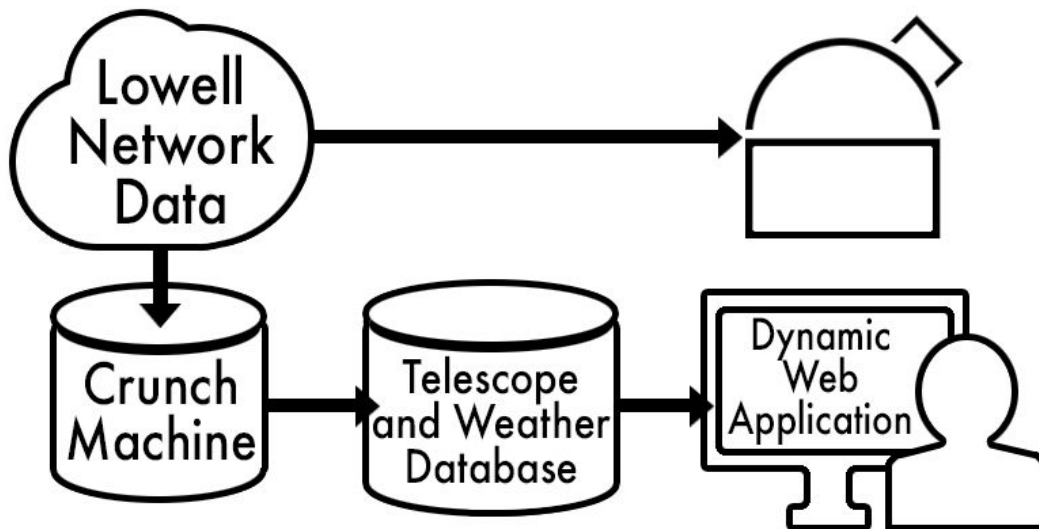 Lowell
Network
Data
Crunch
Machine
Telescope
and Weather
Database
Dynamic
Web
Application